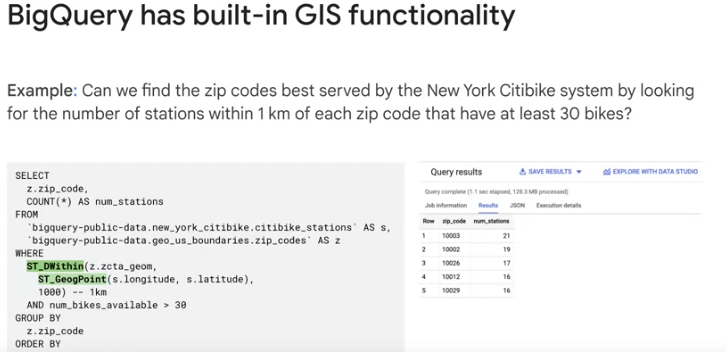 BigQuery has built-in GIS functionality
Example: Can we find the zip codes best served by the New York Citibike system by looking
for the number of stations within 1 km of each zip code that have at least 30 bikes?
SELECT
z.zip_code,
COUNT(*) AS num_stations
FROM
`bigquery-public-data.new_york_citibike.citibike_stations` AS s,
`bigquery-public-data.geo_us_boundaries.zip_codes` AS z
WHERE
ST_DWithin(z.zcta_geom,
ST_GeogPoint(s.longitude, s.latitude),
1000) -- 1km
AND num_bikes_available > 30
GROUP BY
z.zip_code
ORDER BY
Query results SAVE RESULTS EXPLORE WITH DATA STUDIO
Query complete (1.1 sec elapsed, 128.3 MB processed)
Job information Results JSON Execution details
Row zip_code num_stations
1 10003 21
2 10002 19
3 10026 17
4 10012 16
5 10029 16